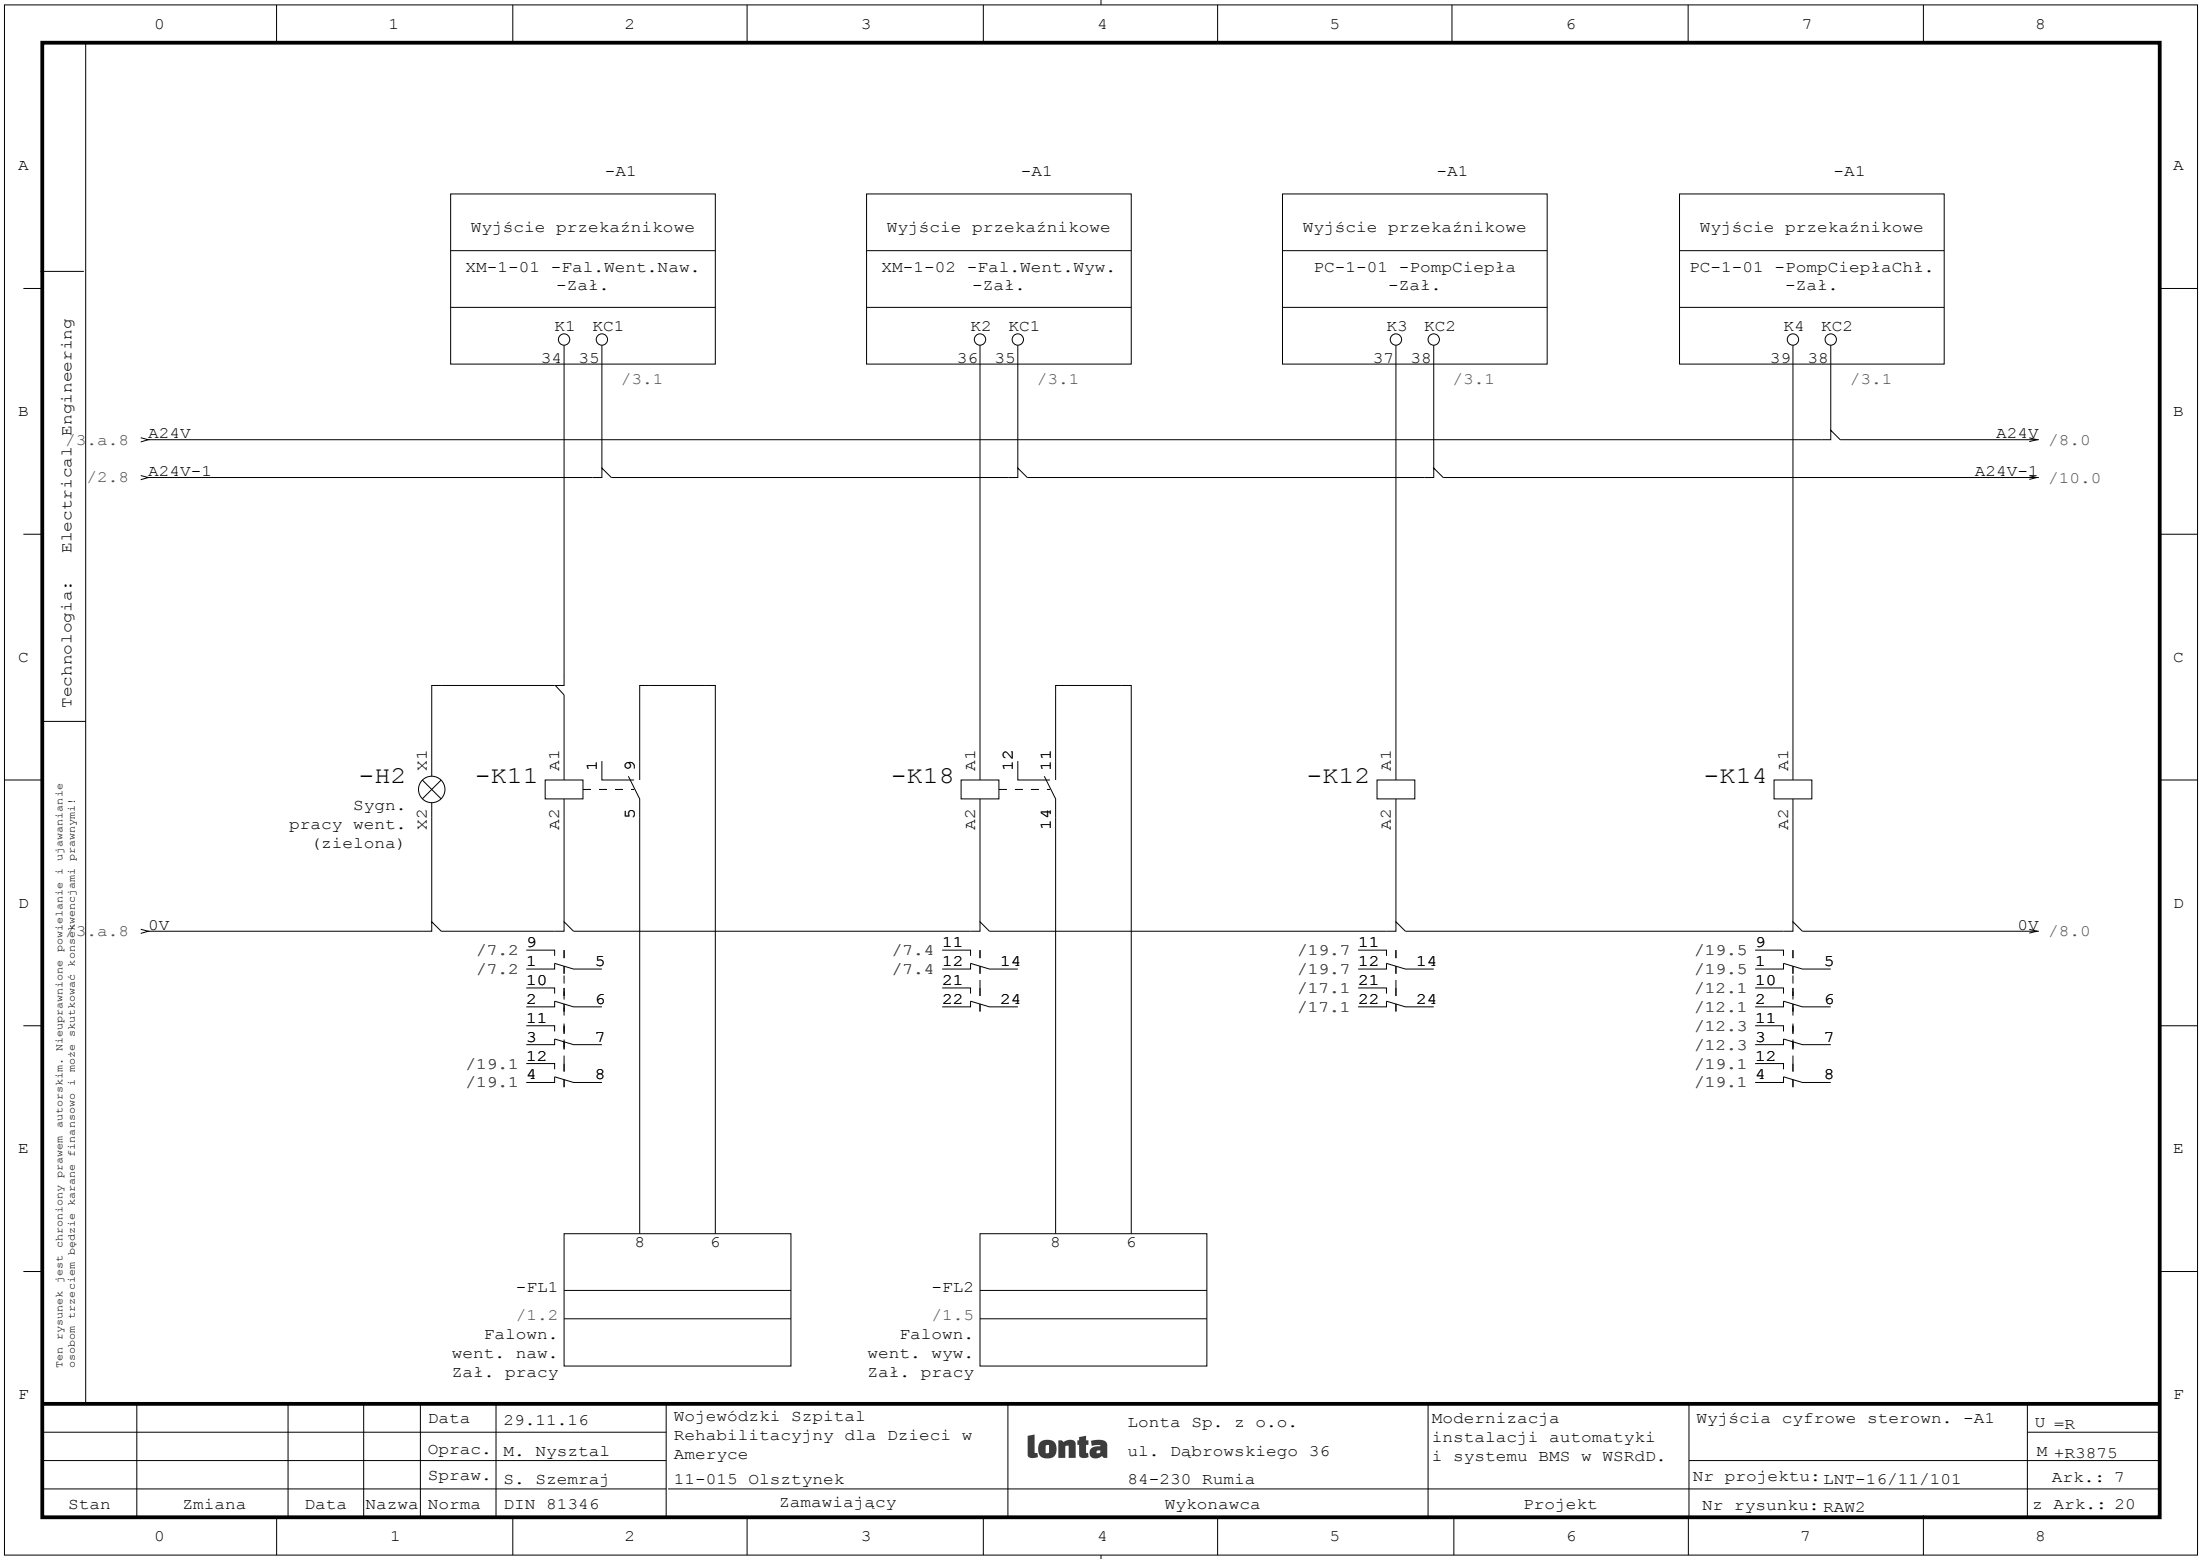 0 1 2 3 4 5 6 7 8
A A
B B
C C
D D
E E
F F
Technologia: Electrical Engineering
Ten rysunek jest chroniony prawem autorskim. Nieuprawnione powielanie i ujawanianie
osobom trzeciem będzie karane finansowo i może skutkować konsekwencjami prawnymi!
-A1 -A1 -A1 -A1
Wyjście przekaźnikowe Wyjście przekaźnikowe Wyjście przekaźnikowe Wyjście przekaźnikowe
XM-1-01 -Fal.Went.Naw. XM-1-02 -Fal.Went.Wyw. PC-1-01 -PompCiepła PC-1-01 -PompCiepłaChł.
-Zał. -Zał. -Zał. -Zał.
K1 KC1 K2 KC1 K3 KC2 K4 KC2
34 35 36 35 37 38 39 38
/3.1 /3.1 /3.1 /3.1
/3.a.8 A24V A24V /8.0
/2.8 A24V-1 A24V-1 /10.0
X1 A1 1 9 A1 12 11 A1 A1
-H2 -K11 -K18 -K12 -K14
Sygn.
pracy went.
(zielona)
X2 A2 5 A2 14 A2 A2
/3.a.8 0V 0V /8.0
/7.2 9 /7.4 11 /19.7 11 /19.5 9
/7.2 1 5 /7.4 12 14 /19.7 12 14 /19.5 1 5
10 21 /17.1 21 /12.1 10
2 6 22 24 /17.1 22 24 /12.1 2 6
11 /12.3 11
3 7 /12.3 3 7
/19.1 12 /19.1 12
/19.1 4 8 /19.1 4 8
8 6 8 6
-FL1 -FL2
/1.2 /1.5
Falown. Falown.
went. naw. went. wyw.
Zał. pracy Zał. pracy
Data 29.11.16
Oprac. M. Nysztal
Spraw. S. Szemraj
Stan Zmiana Data Nazwa Norma DIN 81346
Wojewódzki Szpital
Rehabilitacyjny dla Dzieci w
Ameryce
11-015 Olsztynek
Zamawiający
lonta
Lonta Sp. z o.o.
ul. Dąbrowskiego 36
84-230 Rumia
Wykonawca
Modernizacja
instalacji automatyki
i systemu BMS w WSRdD.
Projekt
Wyjścia cyfrowe sterown. -A1
Nr projektu: LNT-16/11/101
Nr rysunku: RAW2
U =R
M +R3875
Ark.: 7
z Ark.: 20
0 1 2 3 4 5 6 7 8